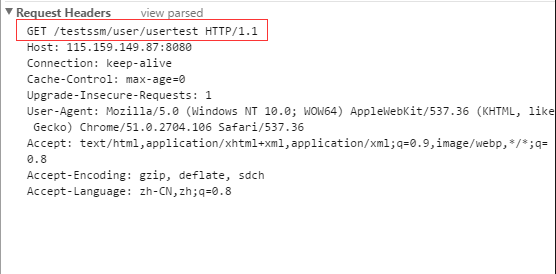 Request Headers view parsed
GET /testssm/user/usertest HTTP/1.1
Host: 115.159.149.87:8080
Connection: keep-alive
Cache-Control: max-age=0
Upgrade-Insecure-Requests: 1
User-Agent: Mozilla/5.0 (Windows NT 10.0; WOW64) AppleWebKit/537.36 (KHTML, like
Gecko) Chrome/51.0.2704.106 Safari/537.36
Accept: text/html,application/xhtml+xml,application/xml;q=0.9,image/webp,*/*;q=
0.8
Accept-Encoding: gzip, deflate, sdch
Accept-Language: zh-CN,zh;q=0.8